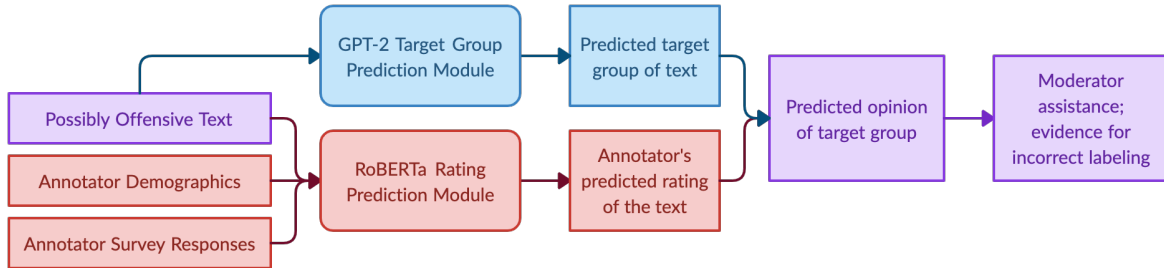 GPT-2 Target Group
Prediction Module
Predicted target
group of text
Possibly Offensive Text
Annotator Demographics
Annotator Survey Responses
RoBERTa Rating
Prediction Module
Annotator's
predicted rating
of the text
Predicted opinion
of target group
Moderator
assistance;
evidence for
incorrect labeling